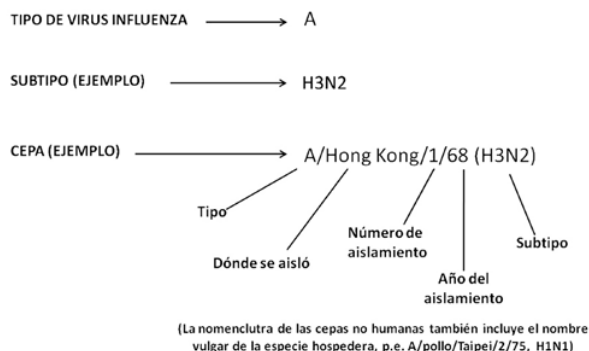 TIPO DE VIRUS INFLUENZA A
SUBTIPO (EJEMPLO) H3N2
CEPA (EJEMPLO) A/Hong Kong/1/68 (H3N2)
Tipo
Dónde se aisló
Número de
aislamiento
Año del
aislamiento
Subtipo
(La nomenclutra de las cepas no humanas también incluye el nombre
vulgar de la especie hospedera, p.e. A/pollo/Taipei/2/75, H1N1)